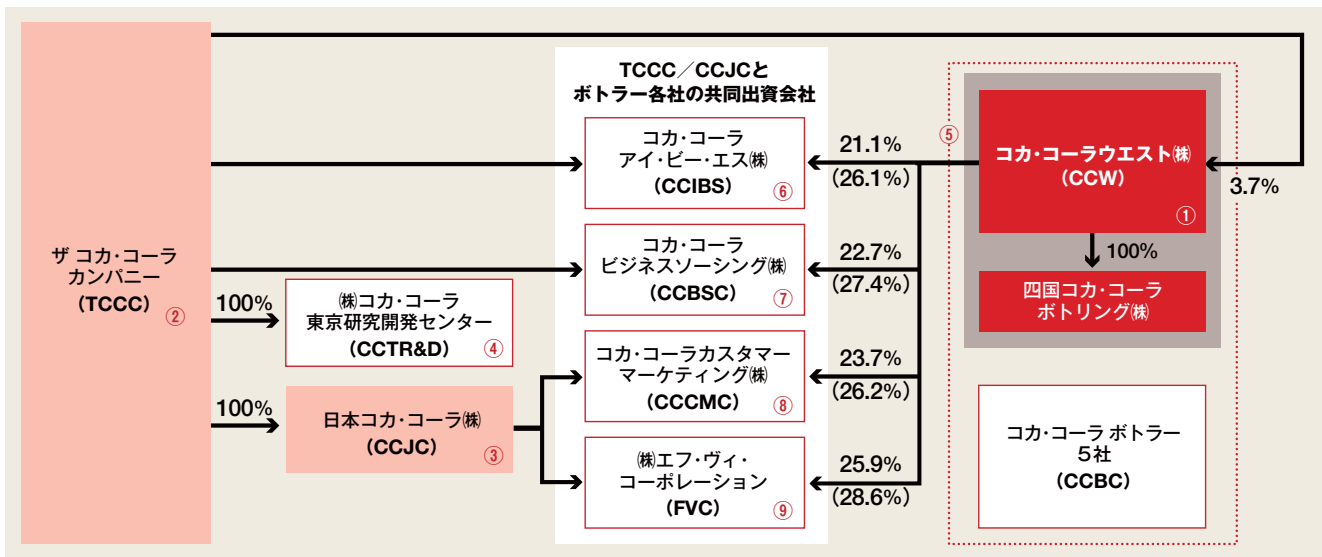 ザ コカ・コーラ
カンパニー
(TCCC)
②
100%
㈱コカ・コーラ
東京研究開発センター
(CCTR&D)
④
100%
日本コカ・コーラ㈱
(CCJC)
③
TCCC／CCJCと
ボトラー各社の共同出資会社
コカ・コーラ
アイ・ビー・エス㈱
(CCIBS)
⑥
コカ・コーラ
ビジネスソーシング㈱
(CCBSC)
⑦
コカ・コーラカスタマー
マーケティング㈱
(CCCMC)
⑧
㈱エフ・ヴィ・
コーポレーション
(FVC)
⑨
21.1%
(26.1%)
22.7%
(27.4%)
23.7%
(26.2%)
25.9%
(28.6%)
⑤
コカ・コーラウエスト㈱
(CCW)
①
3.7%
100%
四国コカ・コーラ
ボトリング㈱
コカ・コーラ ボトラー
5社
(CCBC)